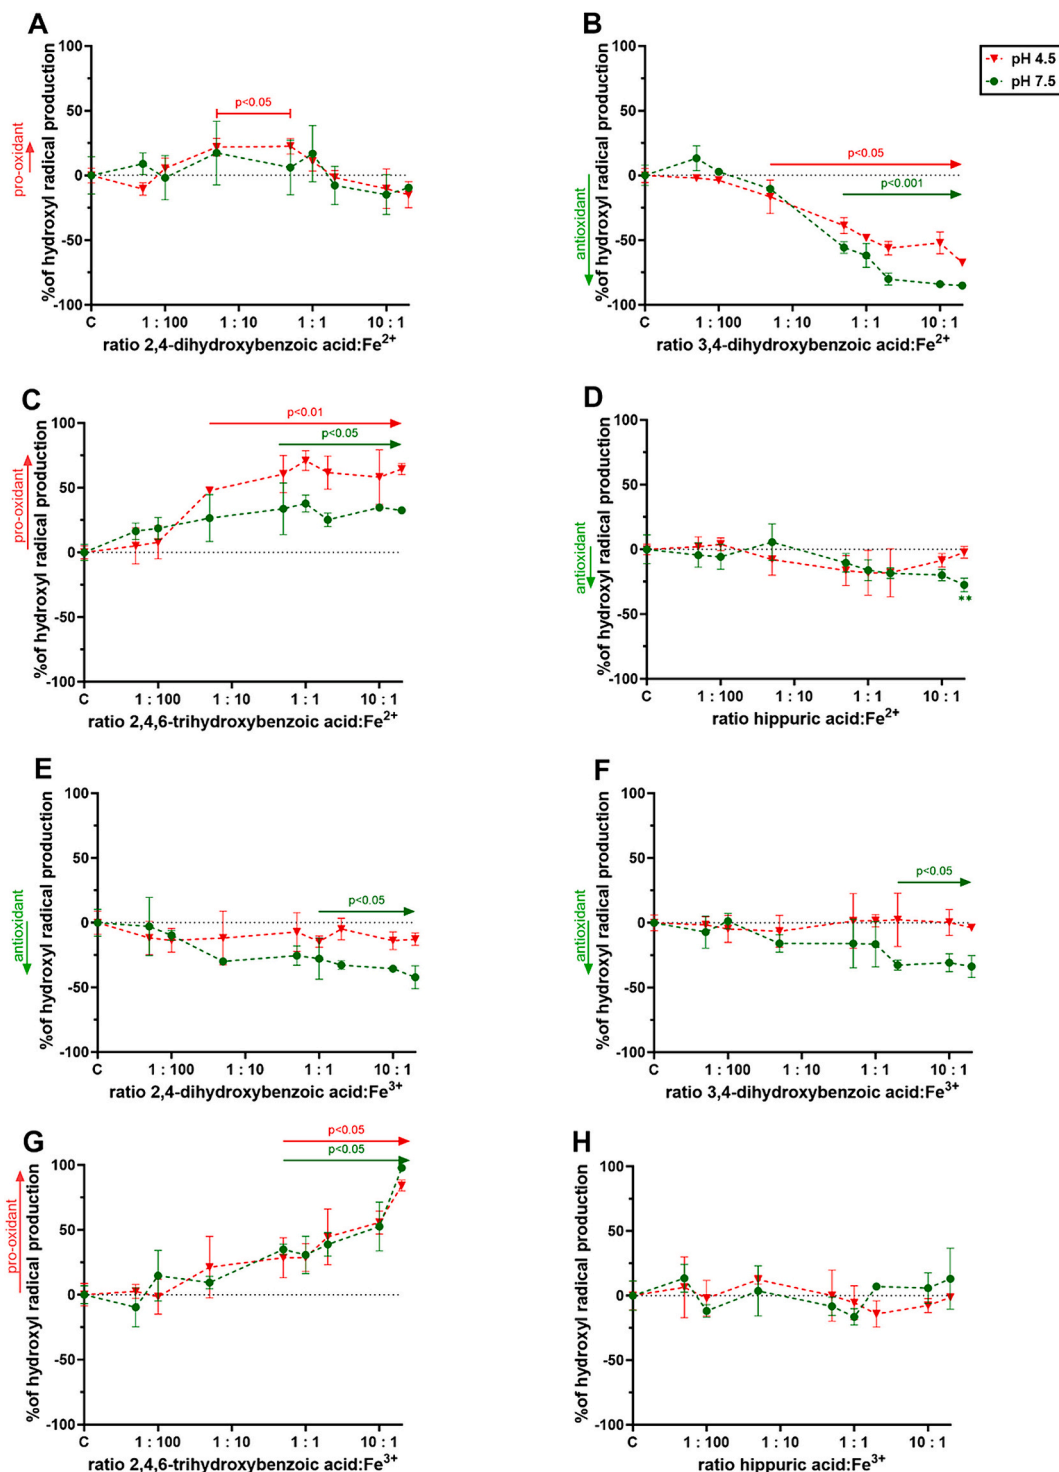 A
100
50
0
-50
-100
%of hydroxyl radical production
pro-oxidant
p<0.05
C
1 : 100
1 : 10
1 : 1
10 : 1
ratio 2,4-dihydroxybenzoic acid:Fe2+
B
100
50
0
-50
-100
%of hydroxyl radical production
antioxidant
p<0.05
p<0.001
C
1 : 100
1 : 10
1 : 1
10 : 1
ratio 3,4-dihydroxybenzoic acid:Fe2+
pH 4.5
pH 7.5
C
100
50
0
-50
-100
%of hydroxyl radical production
pro-oxidant
p<0.01
p<0.05
C
1 : 100
1 : 10
1 : 1
10 : 1
ratio 2,4,6-trihydroxybenzoic acid:Fe2+
D
100
50
0
-50
-100
%of hydroxyl radical production
antioxidant
**
C
1 : 100
1 : 10
1 : 1
10 : 1
ratio hippuric acid:Fe2+
E
100
50
0
-50
-100
%of hydroxyl radical production
antioxidant
p<0.05
C
1 : 100
1 : 10
1 : 1
10 : 1
ratio 2,4-dihydroxybenzoic acid:Fe3+
F
100
50
0
-50
-100
%of hydroxyl radical production
antioxidant
p<0.05
C
1 : 100
1 : 10
1 : 1
10 : 1
ratio 3,4-dihydroxybenzoic acid:Fe3+
G
100
50
0
-50
-100
%of hydroxyl radical production
pro-oxidant
p<0.05
p<0.05
C
1 : 100
1 : 10
1 : 1
10 : 1
ratio 2,4,6-trihydroxybenzoic acid:Fe3+
H
100
50
0
-50
-100
%of hydroxyl radical production
C
1 : 100
1 : 10
1 : 1
10 : 1
ratio hippuric acid:Fe3+